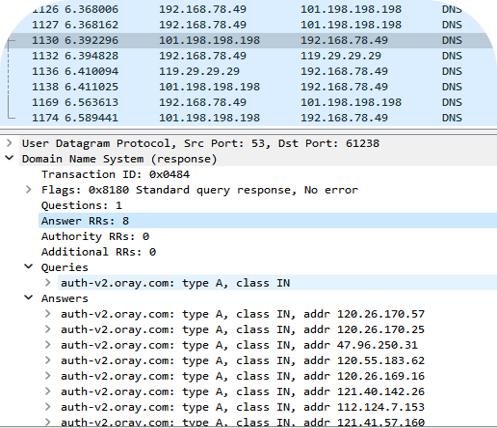 1126 6.368006 192.168.78.49 101.198.198.198 DNS
1127 6.368162 192.168.78.49 101.198.198.198 DNS
1130 6.392296 101.198.198.198 192.168.78.49 DNS
1132 6.394828 192.168.78.49 119.29.29.29 DNS
1136 6.410094 119.29.29.29 192.168.78.49 DNS
1138 6.411025 101.198.198.198 192.168.78.49 DNS
1169 6.563613 192.168.78.49 101.198.198.198 DNS
1174 6.589441 101.198.198.198 192.168.78.49 DNS
User Datagram Protocol, Src Port: 53, Dst Port: 61238
Domain Name System (response)
Transaction ID: 0x0484
Flags: 0x8180 Standard query response, No error
Questions: 1
Answer RRs: 8
Authority RRs: 0
Additional RRs: 0
Queries
auth-v2.oray.com: type A, class IN
Answers
auth-v2.oray.com: type A, class IN, addr 120.26.170.57
auth-v2.oray.com: type A, class IN, addr 120.26.170.25
auth-v2.oray.com: type A, class IN, addr 47.96.250.31
auth-v2.oray.com: type A, class IN, addr 120.55.183.62
auth-v2.oray.com: type A, class IN, addr 120.26.169.16
auth-v2.oray.com: type A, class IN, addr 121.40.142.26
auth-v2.oray.com: type A, class IN, addr 112.124.7.153
auth-v2.oray.com: type A, class IN, addr 121.41.57.160